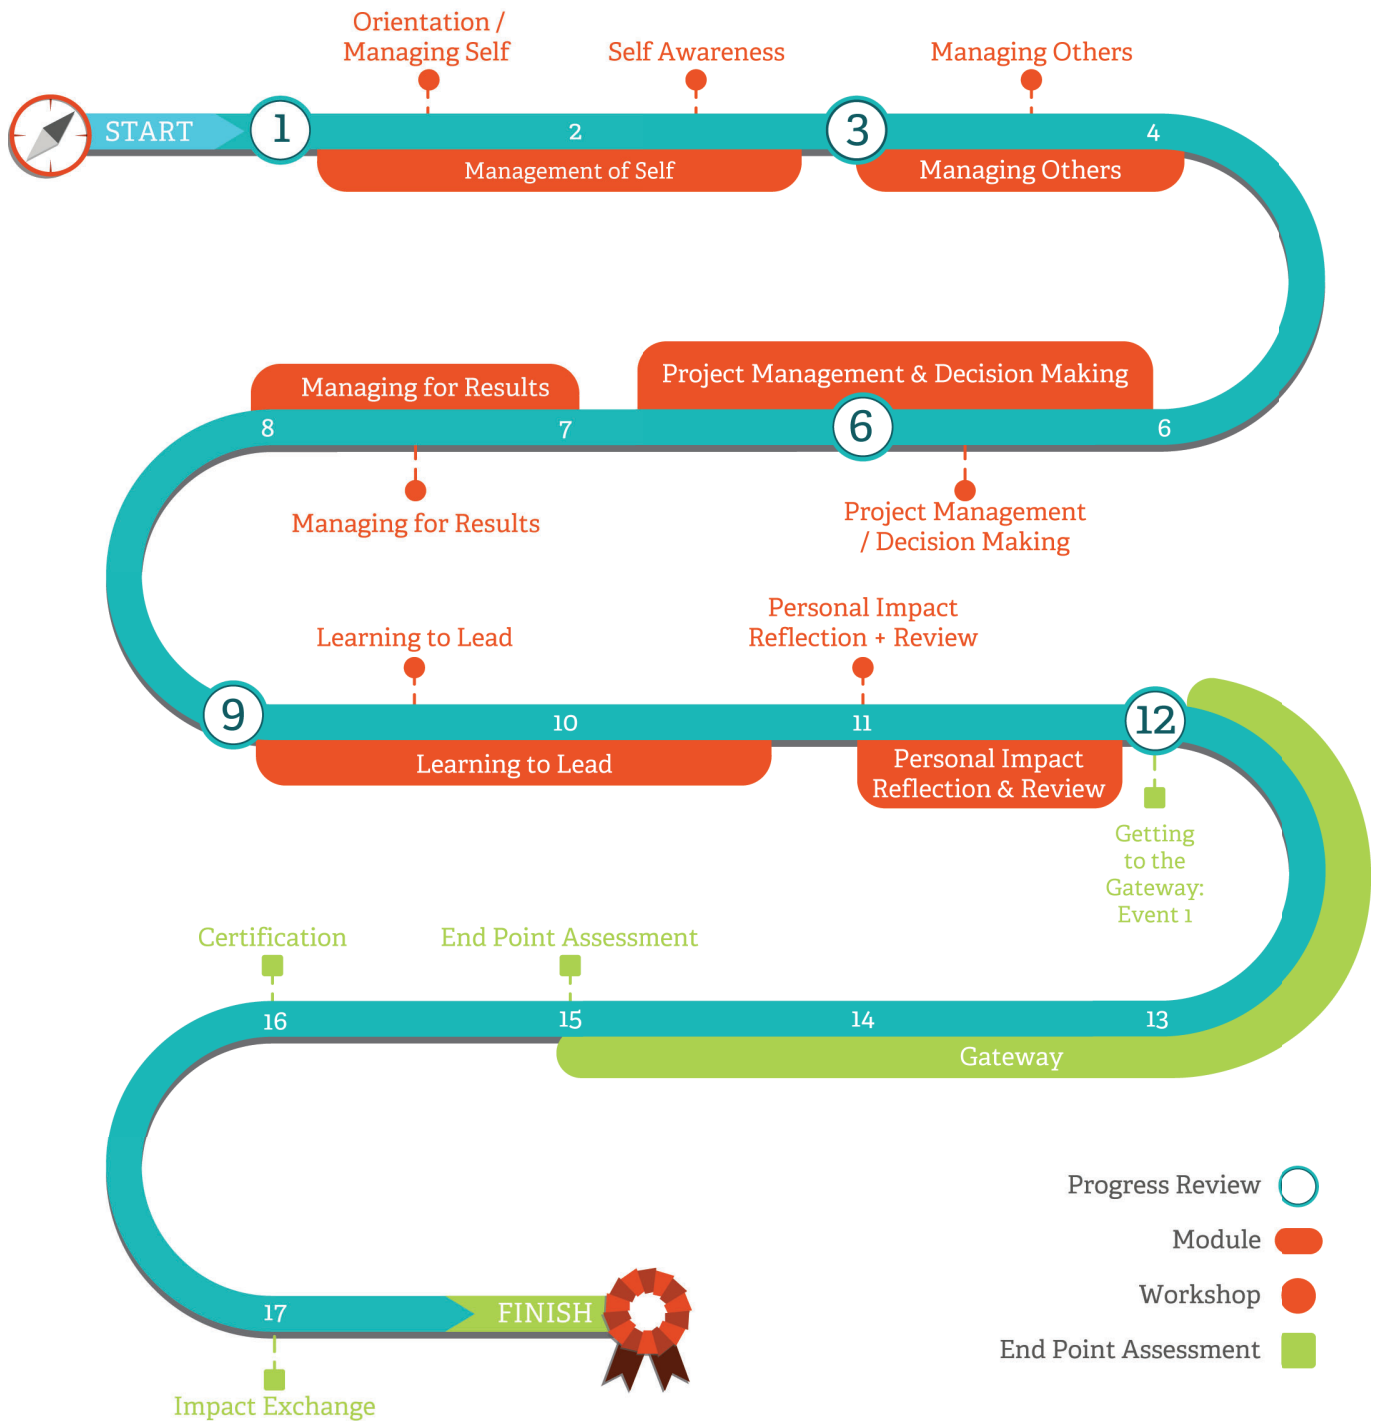 Orientation /
Managing Self
Self Awareness
Managing Others
START
1
2
3
4
Management of Self
Managing Others
Managing for Results
Project Management & Decision Making
8
7
6
6
Managing for Results
Project Management
/ Decision Making
Learning to Lead
Personal Impact
Reflection + Review
9
10
11
12
Learning to Lead
Personal Impact
Reflection & Review
Getting
to the
Gateway:
Event 1
Certification
End Point Assessment
16
15
14
13
Gateway
Progress Review
Module
Workshop
End Point Assessment
17
FINISH
Impact Exchange